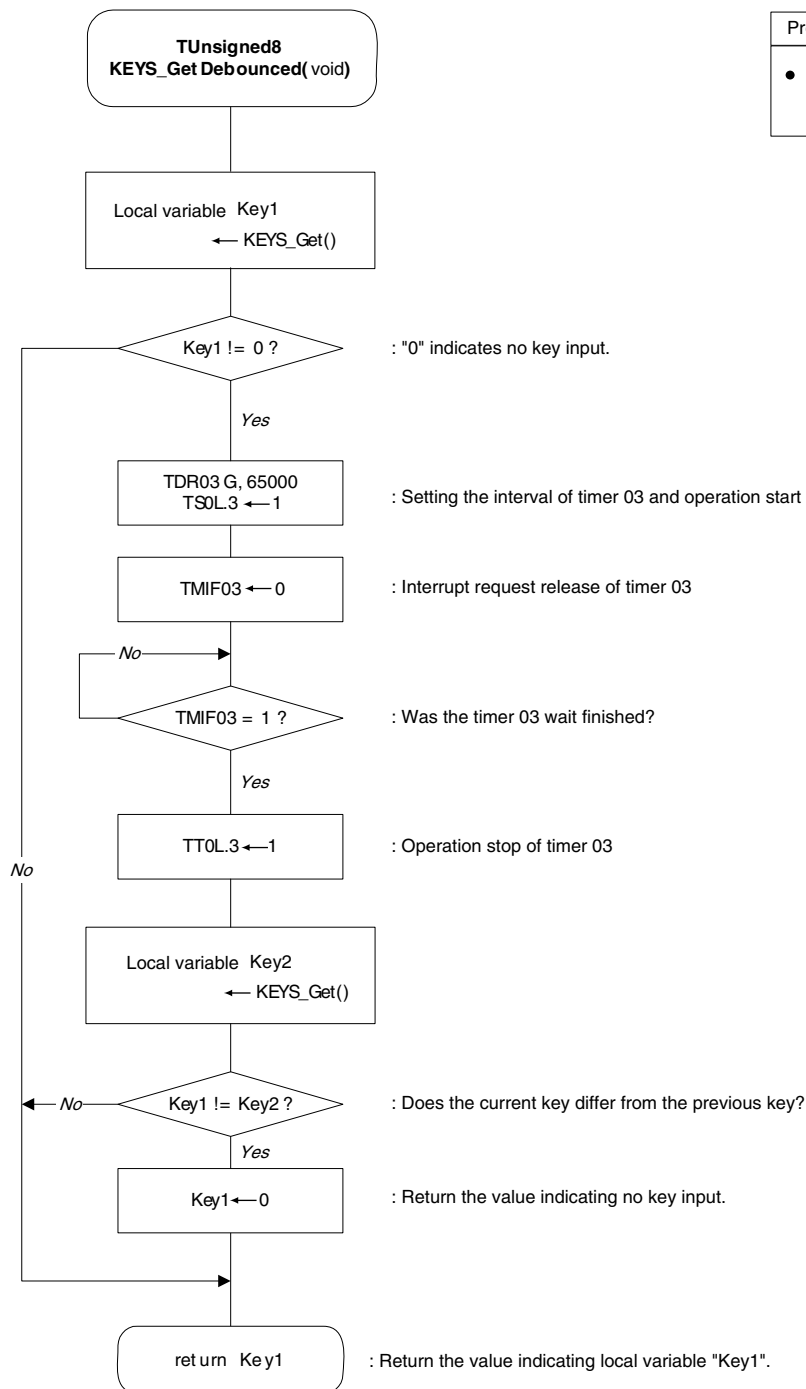 TUnsigned8
KEYS_Get Debounced( void)
Pr
●
Local variable Key1
← KEYS_Get()
Key1 != 0 ?
: "0" indicates no key input.
Yes
TDR03 G, 65000
TS0L.3 ← 1
: Setting the interval of timer 03 and operation start
TMIF03 ← 0
: Interrupt request release of timer 03
No
TMIF03 = 1 ?
: Was the timer 03 wait finished?
Yes
TT0L.3 ← 1
: Operation stop of timer 03
No
Local variable Key2
← KEYS_Get()
No
Key1 != Key2 ?
: Does the current key differ from the previous key?
Yes
Key1 ← 0
: Return the value indicating no key input.
return Key1
: Return the value indicating local variable "Key1".